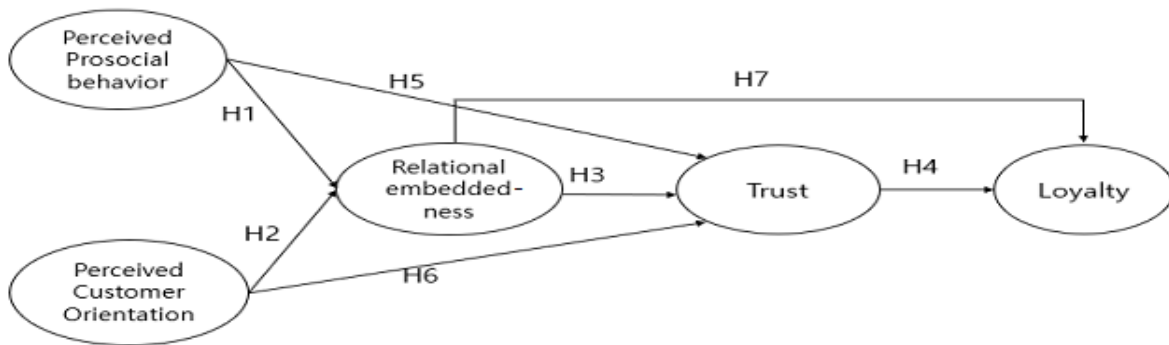 Perceived
Prosocial
behavior
H5
H7
H1
Relational
embedded-
ness
H3
Trust
H4
Loyalty
H2
H6
Perceived
Customer
Orientation